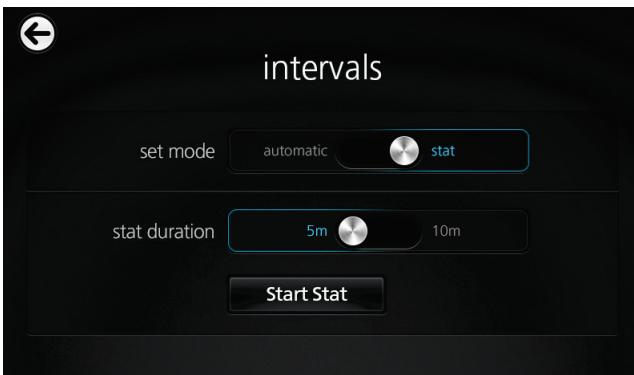 intervals
set mode automatic stat
stat duration 5m 10m
Start Stat